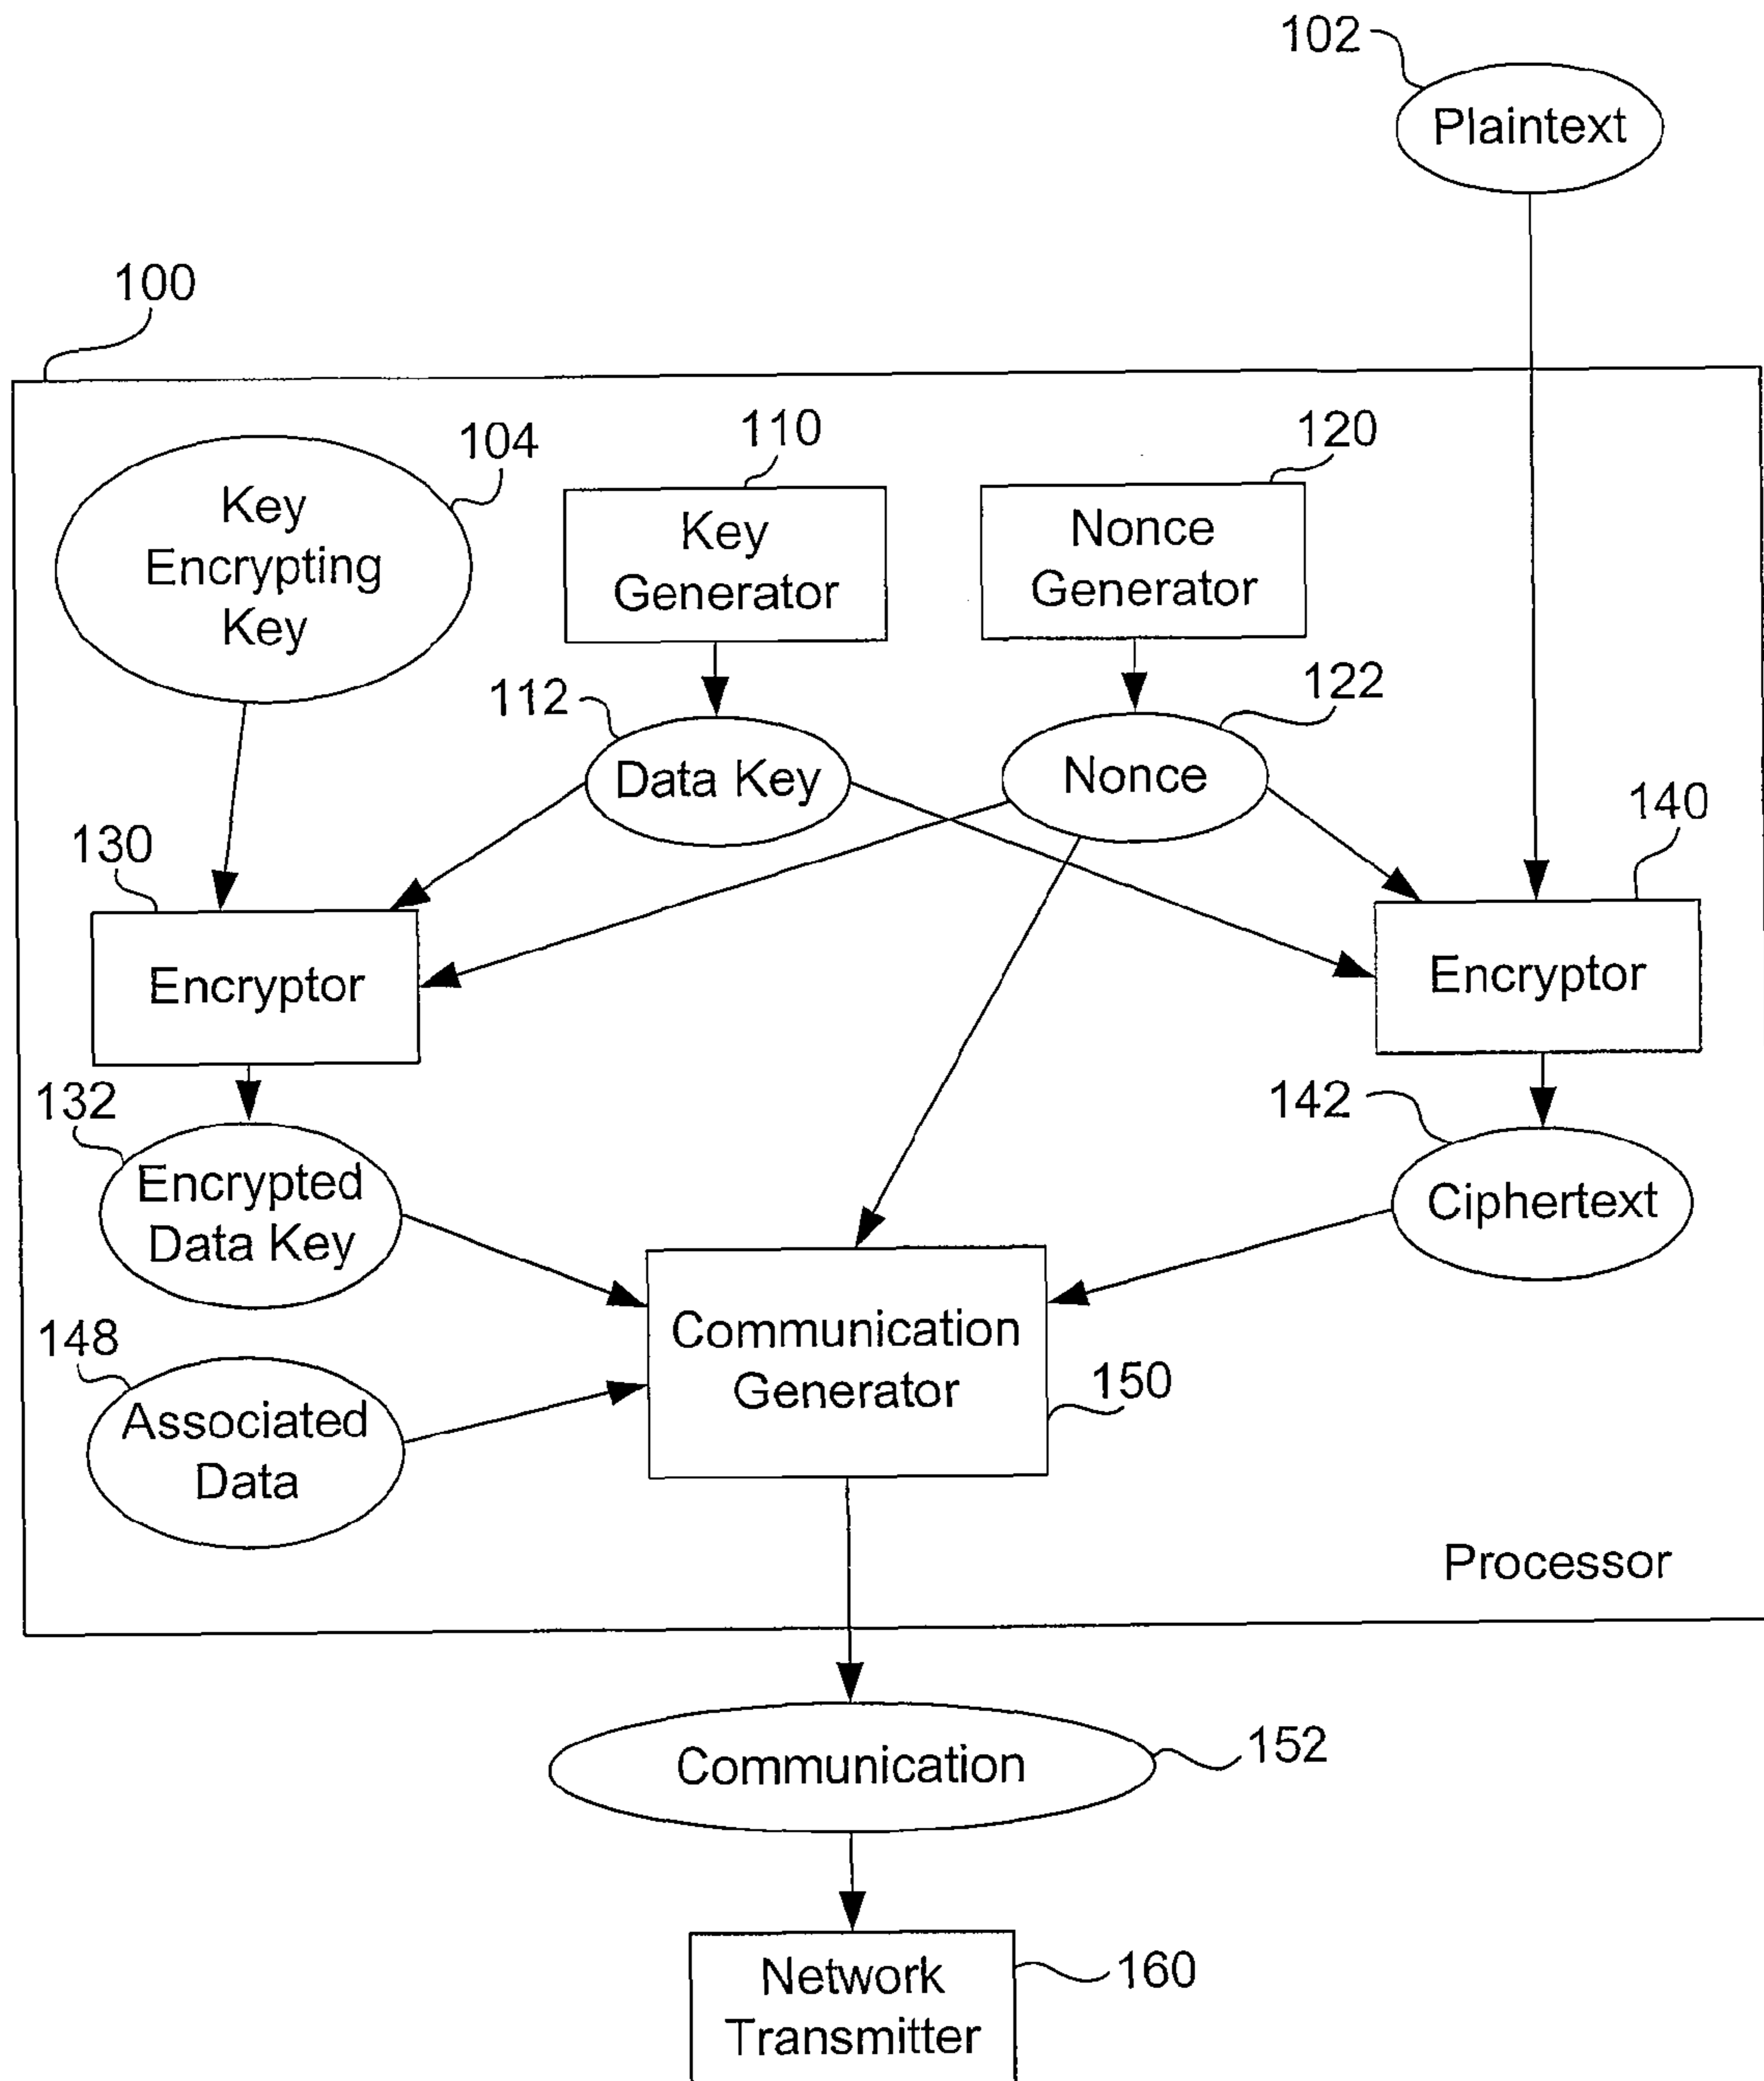 102
Plaintext
100
104
110
120
Key
Encrypting
Key
Key
Generator
Nonce
Generator
112
122
Data Key
Nonce
130
140
Encryptor
Encryptor
132
142
Encrypted
Data Key
Ciphertext
148
Communication
Generator
150
Associated
Data
Processor
Communication
152
Network
Transmitter
160